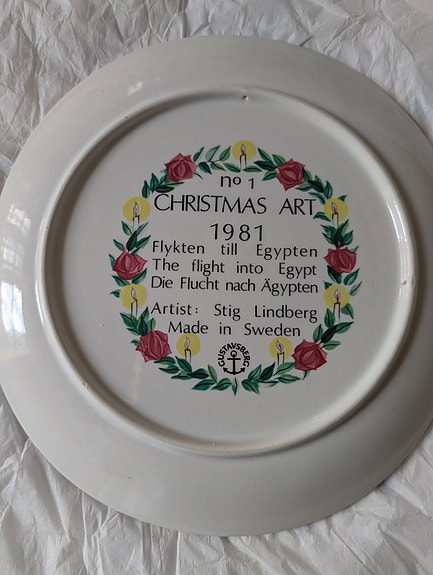 nº 1
CHRISTMAS ART
1981
Flykten till Egypten
The flight into Egypt
Die Flucht nach Ägypten
Artist: Stig Lindberg
Made in Sweden
GUSTAVSBERG